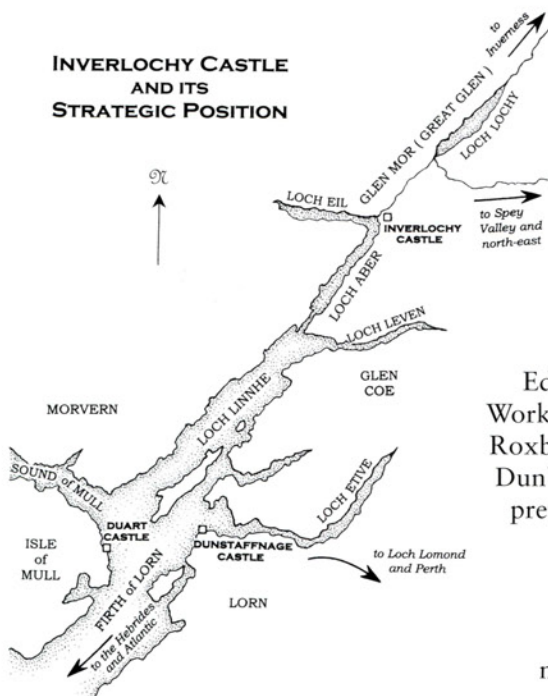 INVERLOCHY CASTLE
AND ITS
STRATEGIC POSITION
to
Inverness
GLEN MOR ( GREAT GLEN )
LOCH LOCHY
N
LOCH EIL
INVERLOCHY
CASTLE
to Spey
Valley and
north-east
LOCH ABER
LOCH LEVEN
GLEN
COE
LOCH LINNHE
MORVERN
SOUND of MULL
LOCH ETIVE
DUART
CASTLE
DUNSTAFFNAGE
CASTLE
ISLE
of
MULL
to Loch Lomond
and Perth
FIRTH of LORN
LORN
to the Hebrides
and Atlantic
Work
Roxb
Dun
pre